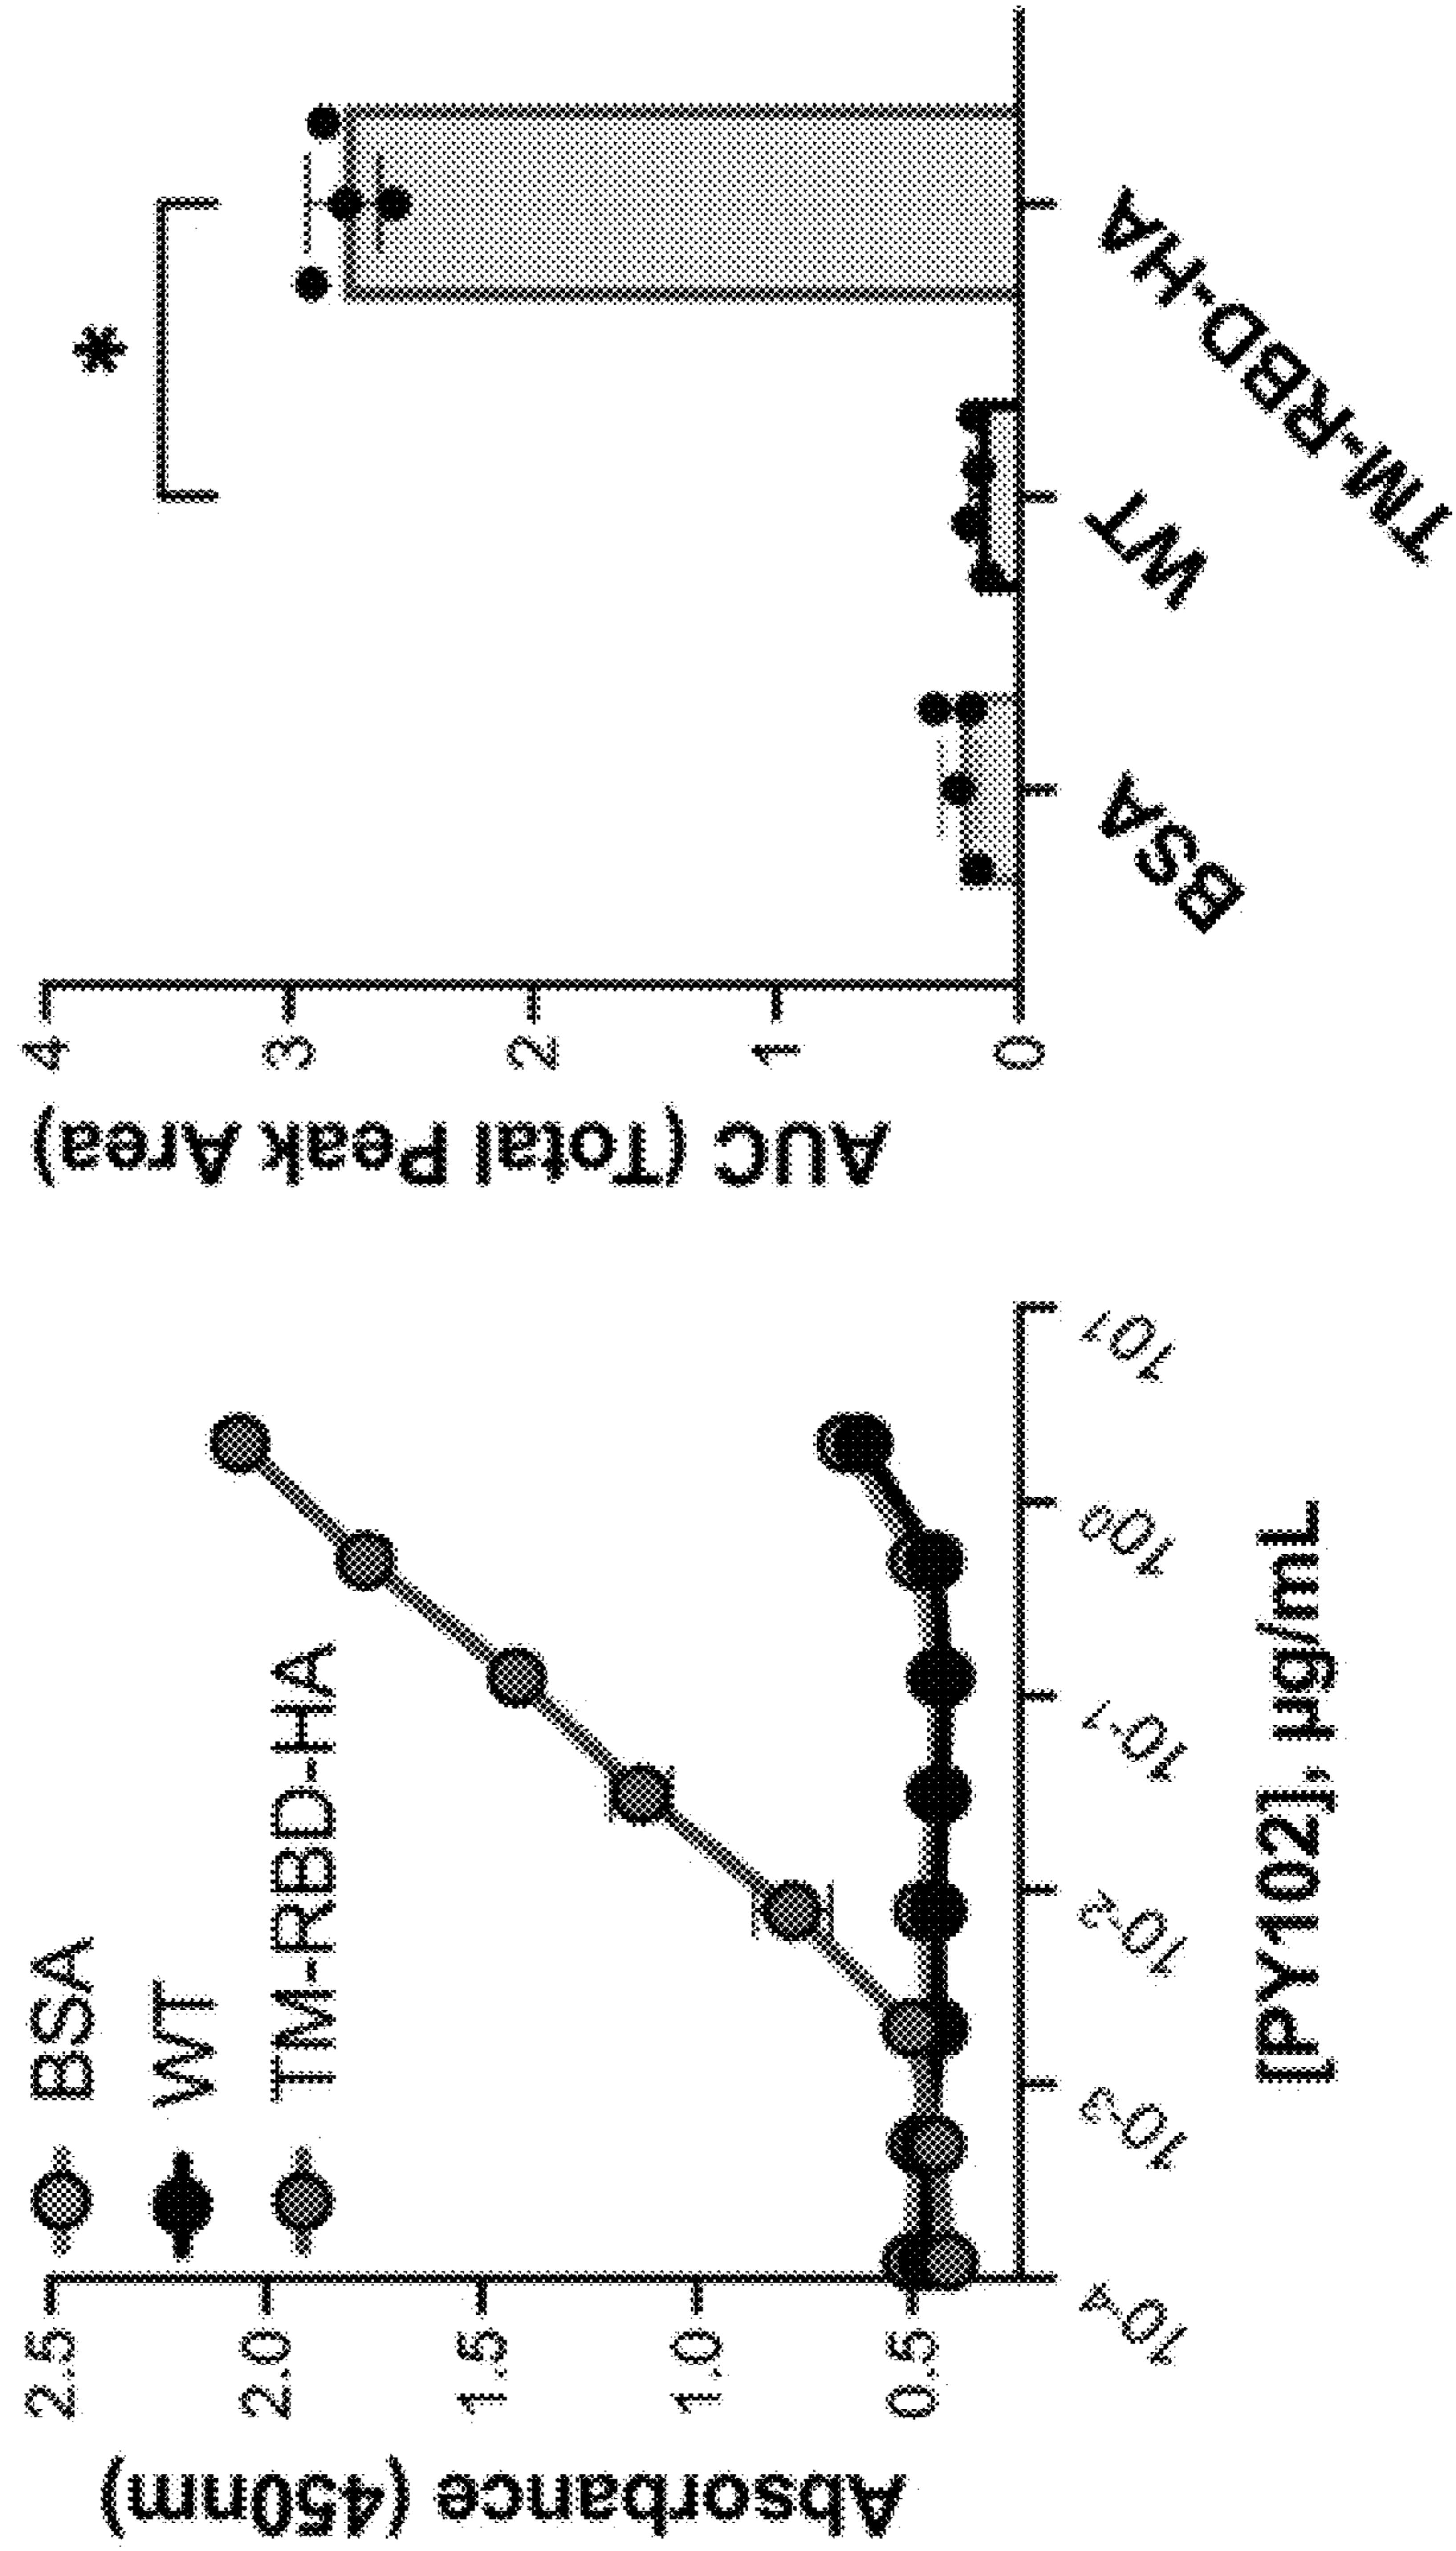 BSA
WT
TM-RBD-HA
Absorbance (450nm)
2.5
2.0
1.5
1.0
0.5
10-4
10-3
10-2
10-1
100
101
[PY102], µg/mL
AUC (Total Peak Area)
4
3
2
1
0
*
BSA
WT
TM-RBD-HA